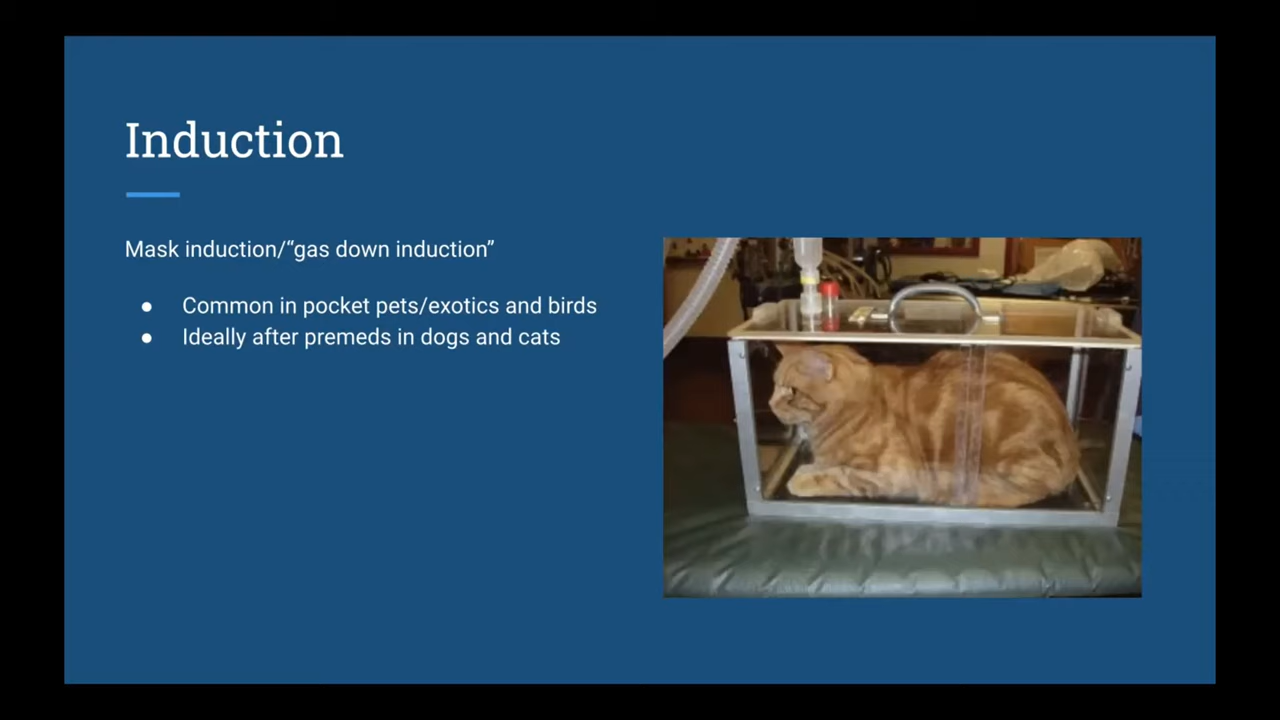 Induction
Mask induction/“gas down induction”
● Common in pocket pets/exotics and birds
● Ideally after premeds in dogs and cats